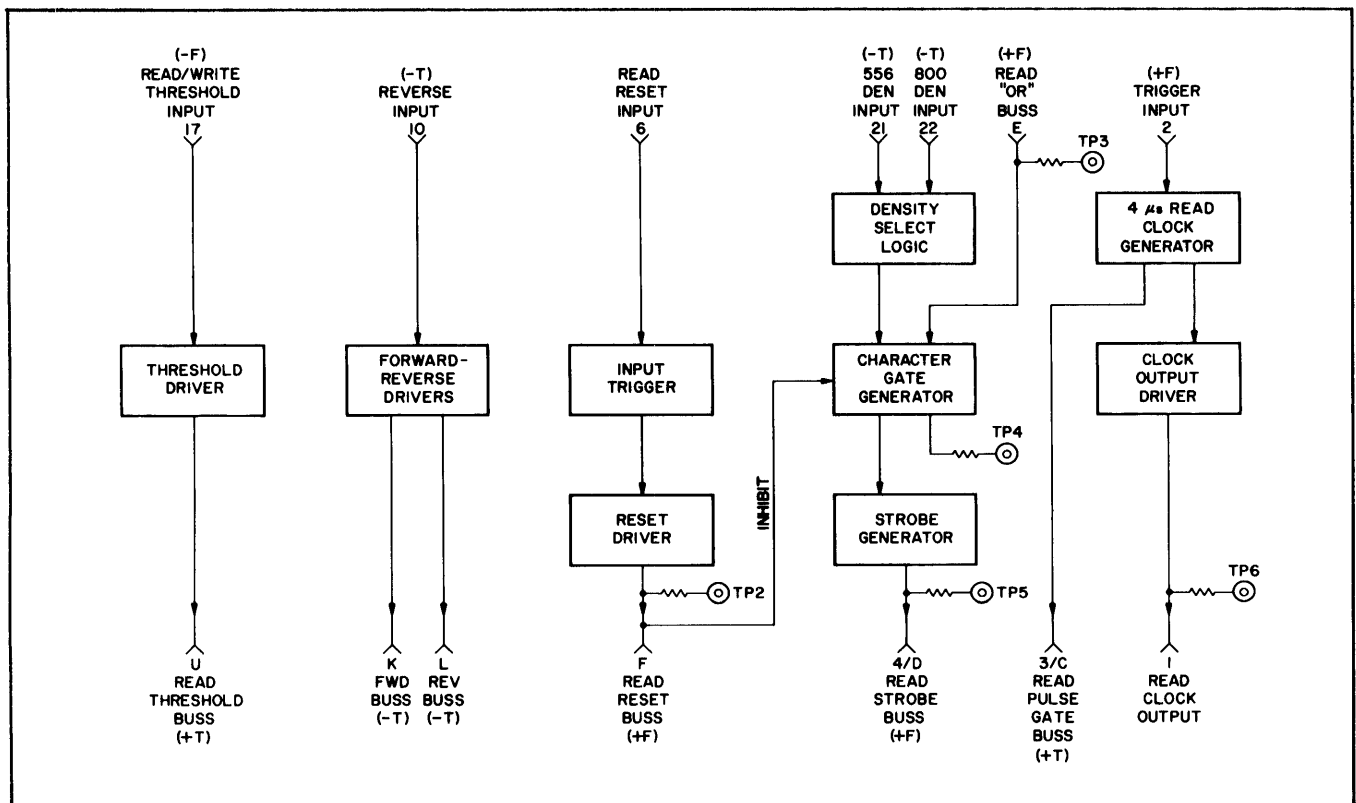 (-F)
READ/WRITE
THRESHOLD
INPUT
17
(-T)
REVERSE
INPUT
10
READ
RESET
INPUT
6
(-T)
556
DEN
INPUT
21
(-T)
800
DEN
INPUT
22
(+F)
READ
"OR"
BUSS
E
(+F)
TRIGGER
INPUT
2
TP3
DENSITY
SELECT
LOGIC
4 μs READ
CLOCK
GENERATOR
THRESHOLD
DRIVER
FORWARD-
REVERSE
DRIVERS
INPUT
TRIGGER
CHARACTER
GATE
GENERATOR
CLOCK
OUTPUT
DRIVER
TP4
INHIBIT
RESET
DRIVER
STROBE
GENERATOR
TP2
TP5
TP6
U
READ
THRESHOLD
BUSS
(+T)
K
FWD
BUSS
(-T)
L
REV
BUSS
(-T)
F
READ
RESET
BUSS
(+F)
4/D
READ
STROBE
BUSS
(+F)
3/C
READ
PULSE
GATE
BUSS
(+T)
1
READ
CLOCK
OUTPUT